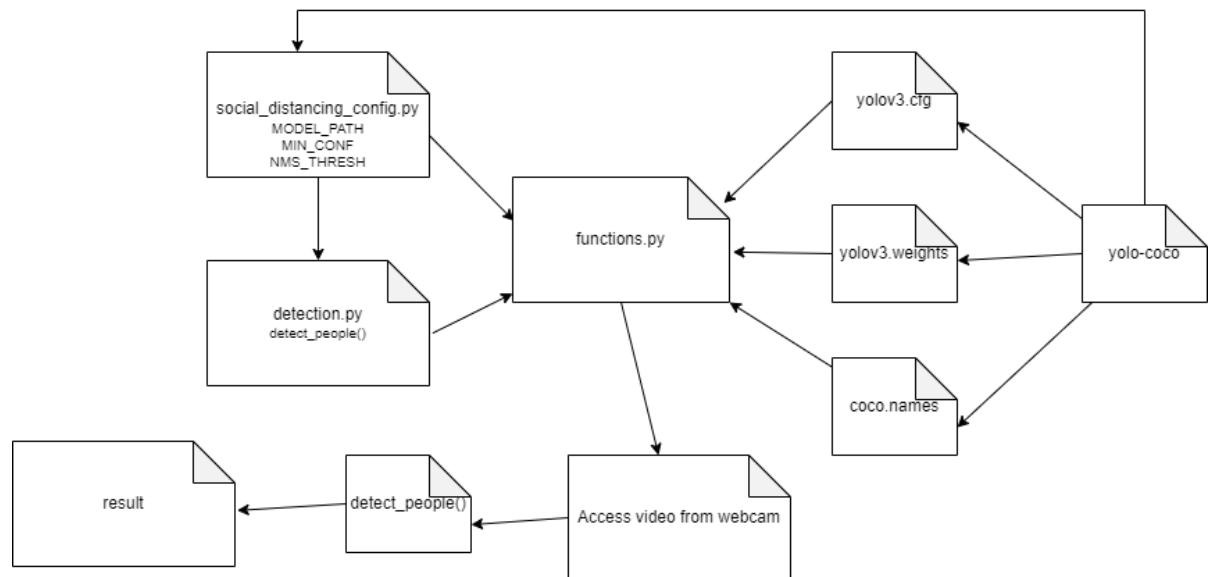 social_distancing_config.py
MODEL_PATH
MIN_CONF
NMS_THRESH
yolov3.cfg
functions.py
yolov3.weights
yolo-coco
detection.py
detect_people()
coco.names
result
detect_people()
Access video from webcam